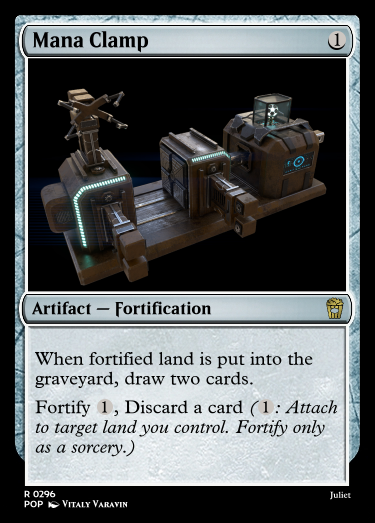 Mana Clamp 1
Artifact — Fortification
When fortified land is put into the
graveyard, draw two cards.
Fortify 1, Discard a card (1: Attach
to target land you control. Fortify only
as a sorcery.)
R 0296 Juliet
POP Vitaly Varavin